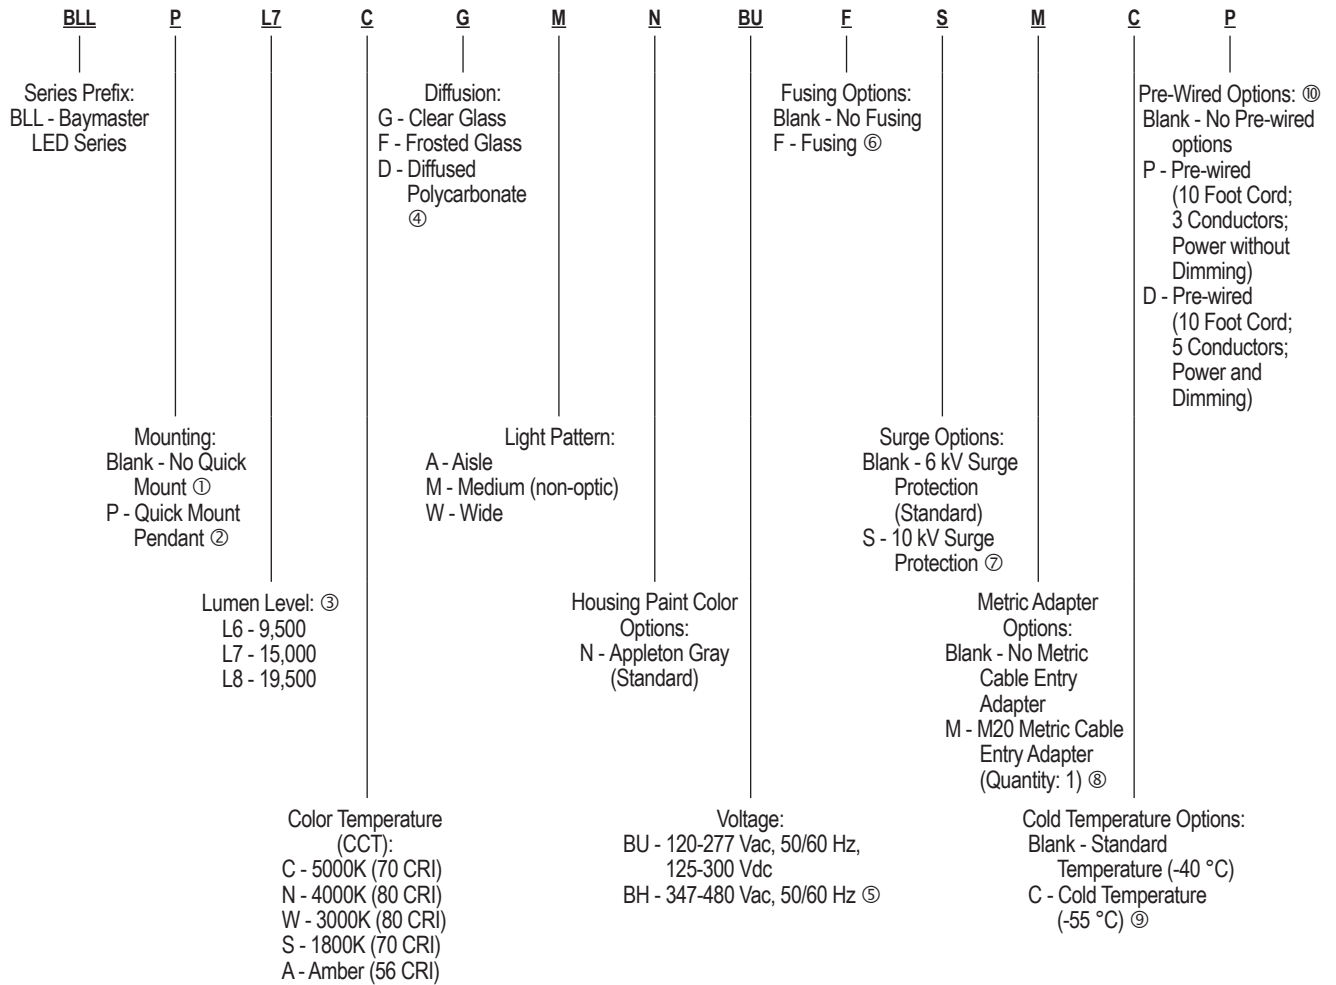 BLL P L7 C G M N BU F S M C P
Series Prefix:
BLL - Baymaster
LED Series
Diffusion:
G - Clear Glass
F - Frosted Glass
D - Diffused
Polycarbonate
④
Fusing Options:
Blank - No Fusing
F - Fusing ⑥
Pre-Wired Options: ⑩
Blank - No Pre-wired
options
P - Pre-wired
(10 Foot Cord;
3 Conductors;
Power without
Dimming)
D - Pre-wired
(10 Foot Cord;
5 Conductors;
Power and
Dimming)
Mounting:
Blank - No Quick
Mount ①
P - Quick Mount
Pendant ②
Light Pattern:
A - Aisle
M - Medium (non-optic)
W - Wide
Surge Options:
Blank - 6 kV Surge
Protection
(Standard)
S - 10 kV Surge
Protection ⑦
Lumen Level: ③
L6 - 9,500
L7 - 15,000
L8 - 19,500
Housing Paint Color
Options:
N - Appleton Gray
(Standard)
Metric Adapter
Options:
Blank - No Metric
Cable Entry
Adapter
M - M20 Metric Cable
Entry Adapter
(Quantity: 1) ⑧
Color Temperature
(CCT):
C - 5000K (70 CRI)
N - 4000K (80 CRI)
W - 3000K (80 CRI)
S - 1800K (70 CRI)
A - Amber (56 CRI)
Voltage:
BU - 120-277 Vac, 50/60 Hz,
125-300 Vdc
BH - 347-480 Vac, 50/60 Hz ⑤
Cold Temperature Options:
Blank - Standard
Temperature (-40 °C)
C - Cold Temperature
(-55 °C) ⑨